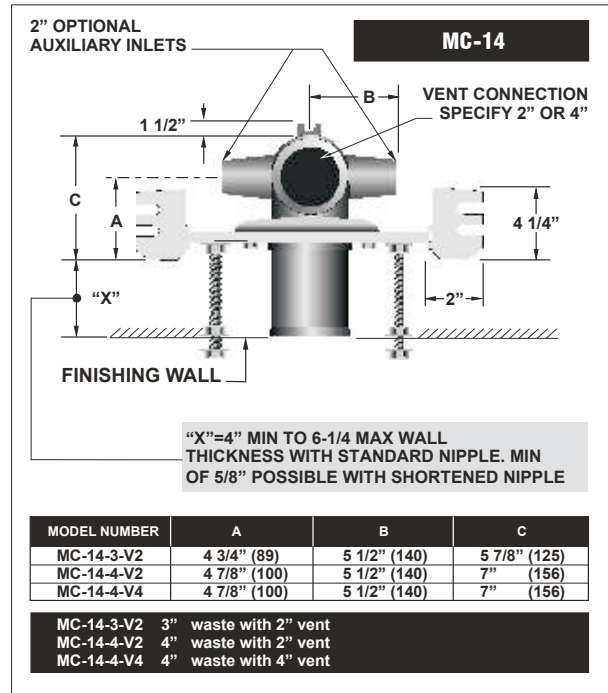 2” OPTIONAL
AUXILIARY INLETS
MC-14
B
VENT CONNECTION
SPECIFY 2” OR 4”
1 1/2”
C
A
4 1/4”
2”
“X”
FINISHING WALL
“X”=4” MIN TO 6-1/4 MAX WALL
THICKNESS WITH STANDARD NIPPLE. MIN
OF 5/8” POSSIBLE WITH SHORTENED NIPPLE
MODEL NUMBER A B C
MC-14-3-V2 4 3/4” (89) 5 1/2” (140) 5 7/8” (125)
MC-14-4-V2 4 7/8” (100) 5 1/2” (140) 7” (156)
MC-14-4-V4 4 7/8” (100) 5 1/2” (140) 7” (156)
MC-14-3-V2 3” waste with 2” vent
MC-14-4-V2 4” waste with 2” vent
MC-14-4-V4 4” waste with 4” vent